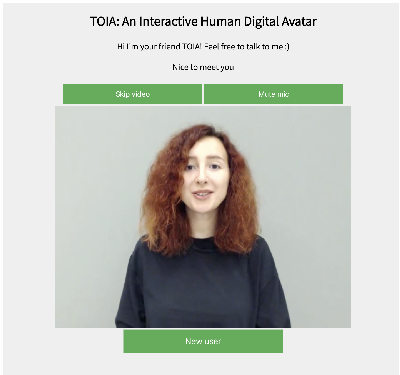 TOIA: An Interactive Human Digital Avatar
Hi I'm your friend TOIA! Feel free to talk to me :)
Nice to meet you
Skip video
Mute mic
New user